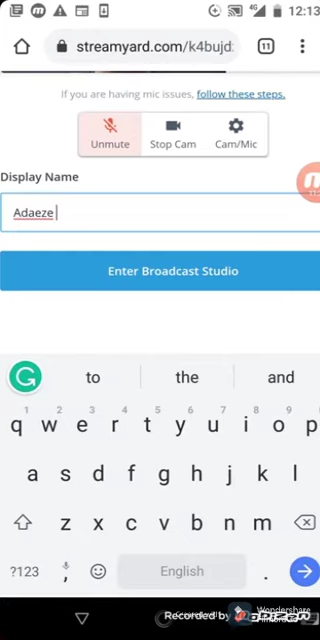 12:13
streamyard.com/k4bujd:
11
If you are having mic issues, follow these steps.
Unmute
Stop Cam
Cam/Mic
Display Name
Adaeze
Enter Broadcast Studio
to the and
1 2 3 4 5 6 7 8 9
q w e r t y u i o p
a s d f g h j k l
z x c v b n m
?123 , English .
Recorded by
Wondershare